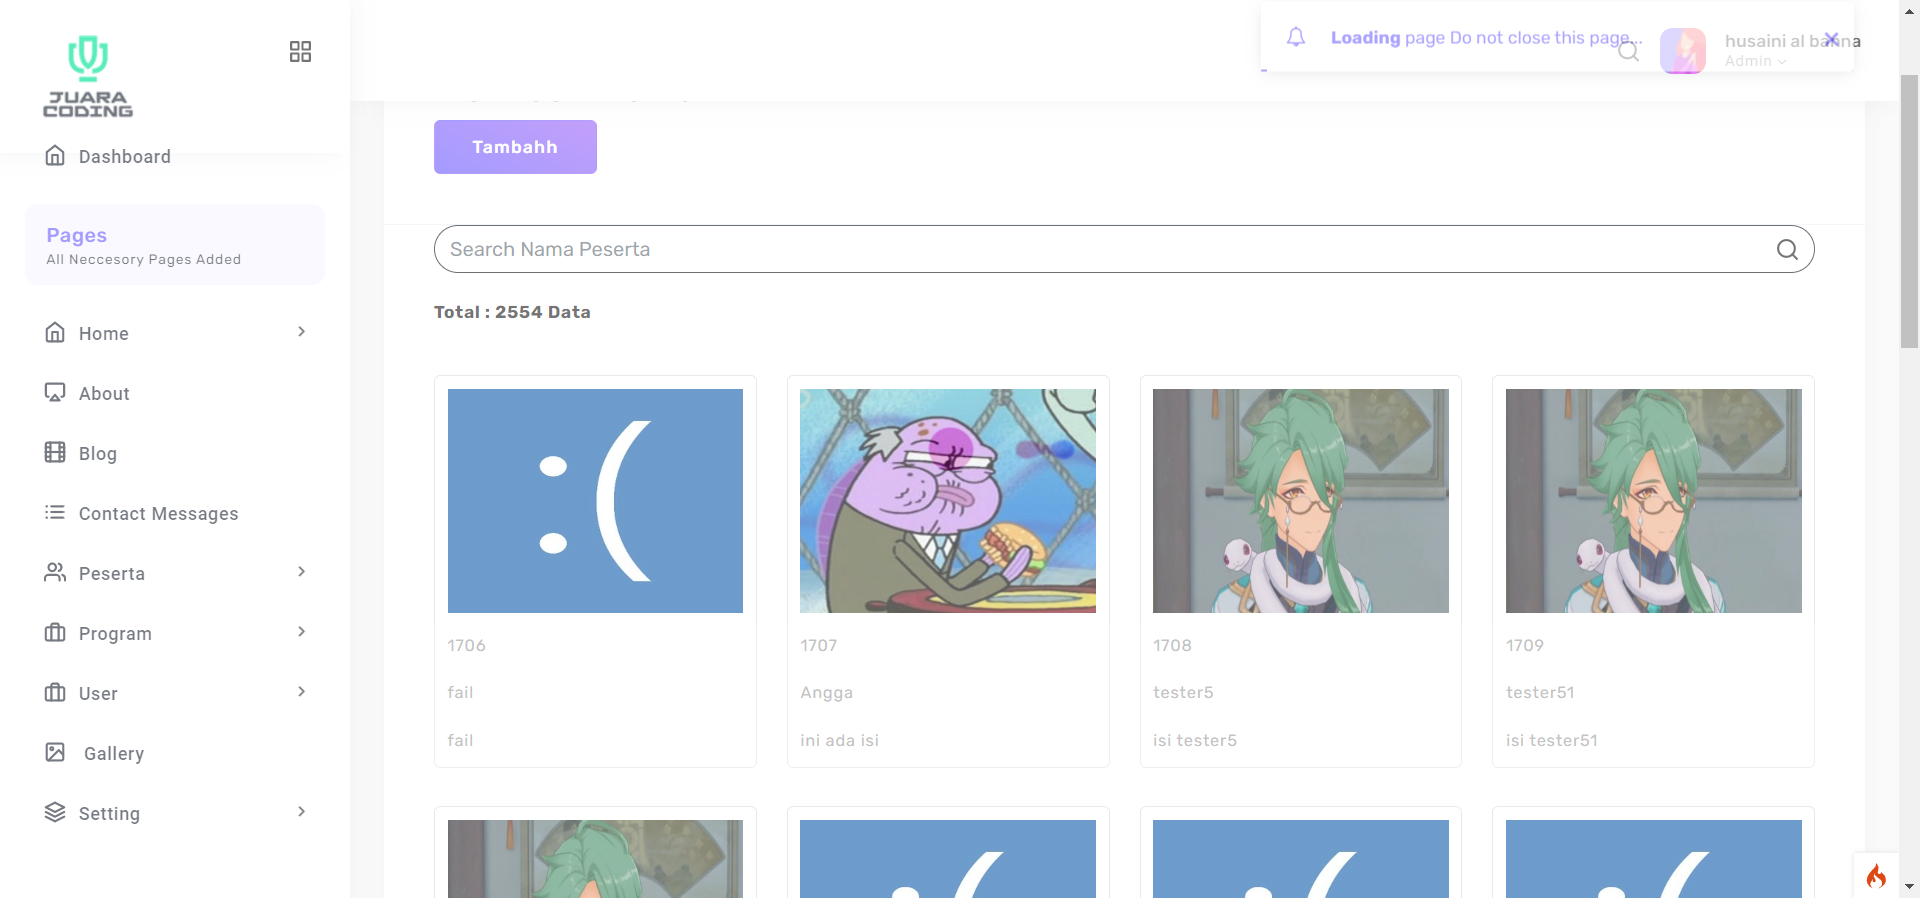 JUARA
CODING
Loading page Do not close this page...
husaini al banna
Admin
Dashboard
Tambahh
Pages
All Neccesory Pages Added
Search Nama Peserta
Total : 2554 Data
Home
About
Blog
Contact Messages
Peserta
Program
User
Gallery
Setting
1706
fail
fail
1707
Angga
ini ada isi
1708
tester5
isi tester5
1709
tester51
isi tester51